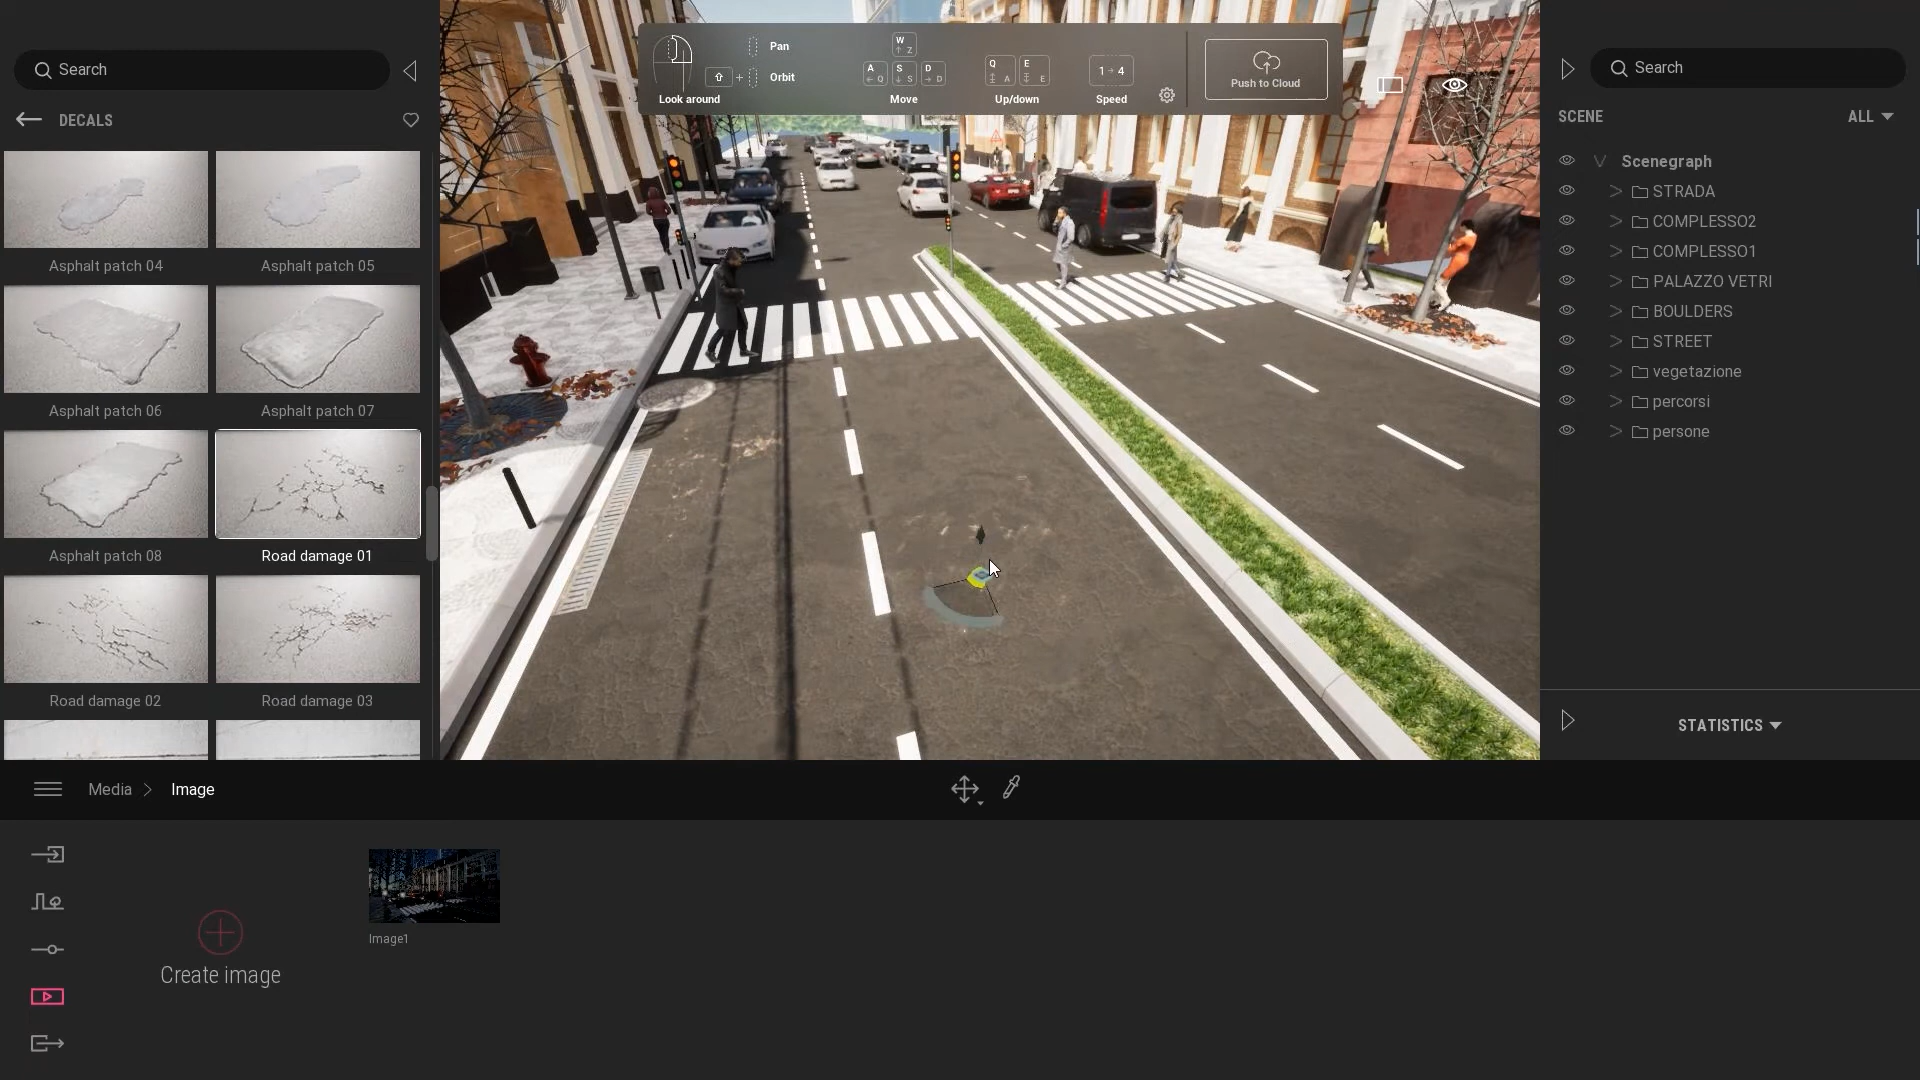 Search
DECALS
Asphalt patch 04
Asphalt patch 05
Asphalt patch 06
Asphalt patch 07
Asphalt patch 08
Road damage 01
Road damage 02
Road damage 03
Pan
Orbit
+
Look around
W
Z
A
Q
S
S
D
D
Move
Q
A
E
E
Up/down
1 → 4
Speed
Push to Cloud
Search
SCENE
ALL
Scenegraph
STRADA
COMPLESSO2
COMPLESSO1
PALAZZO VETRI
BOULDERS
STREET
vegetazione
percorsi
persone
STATISTICS
Media
Image
Create image
Image1